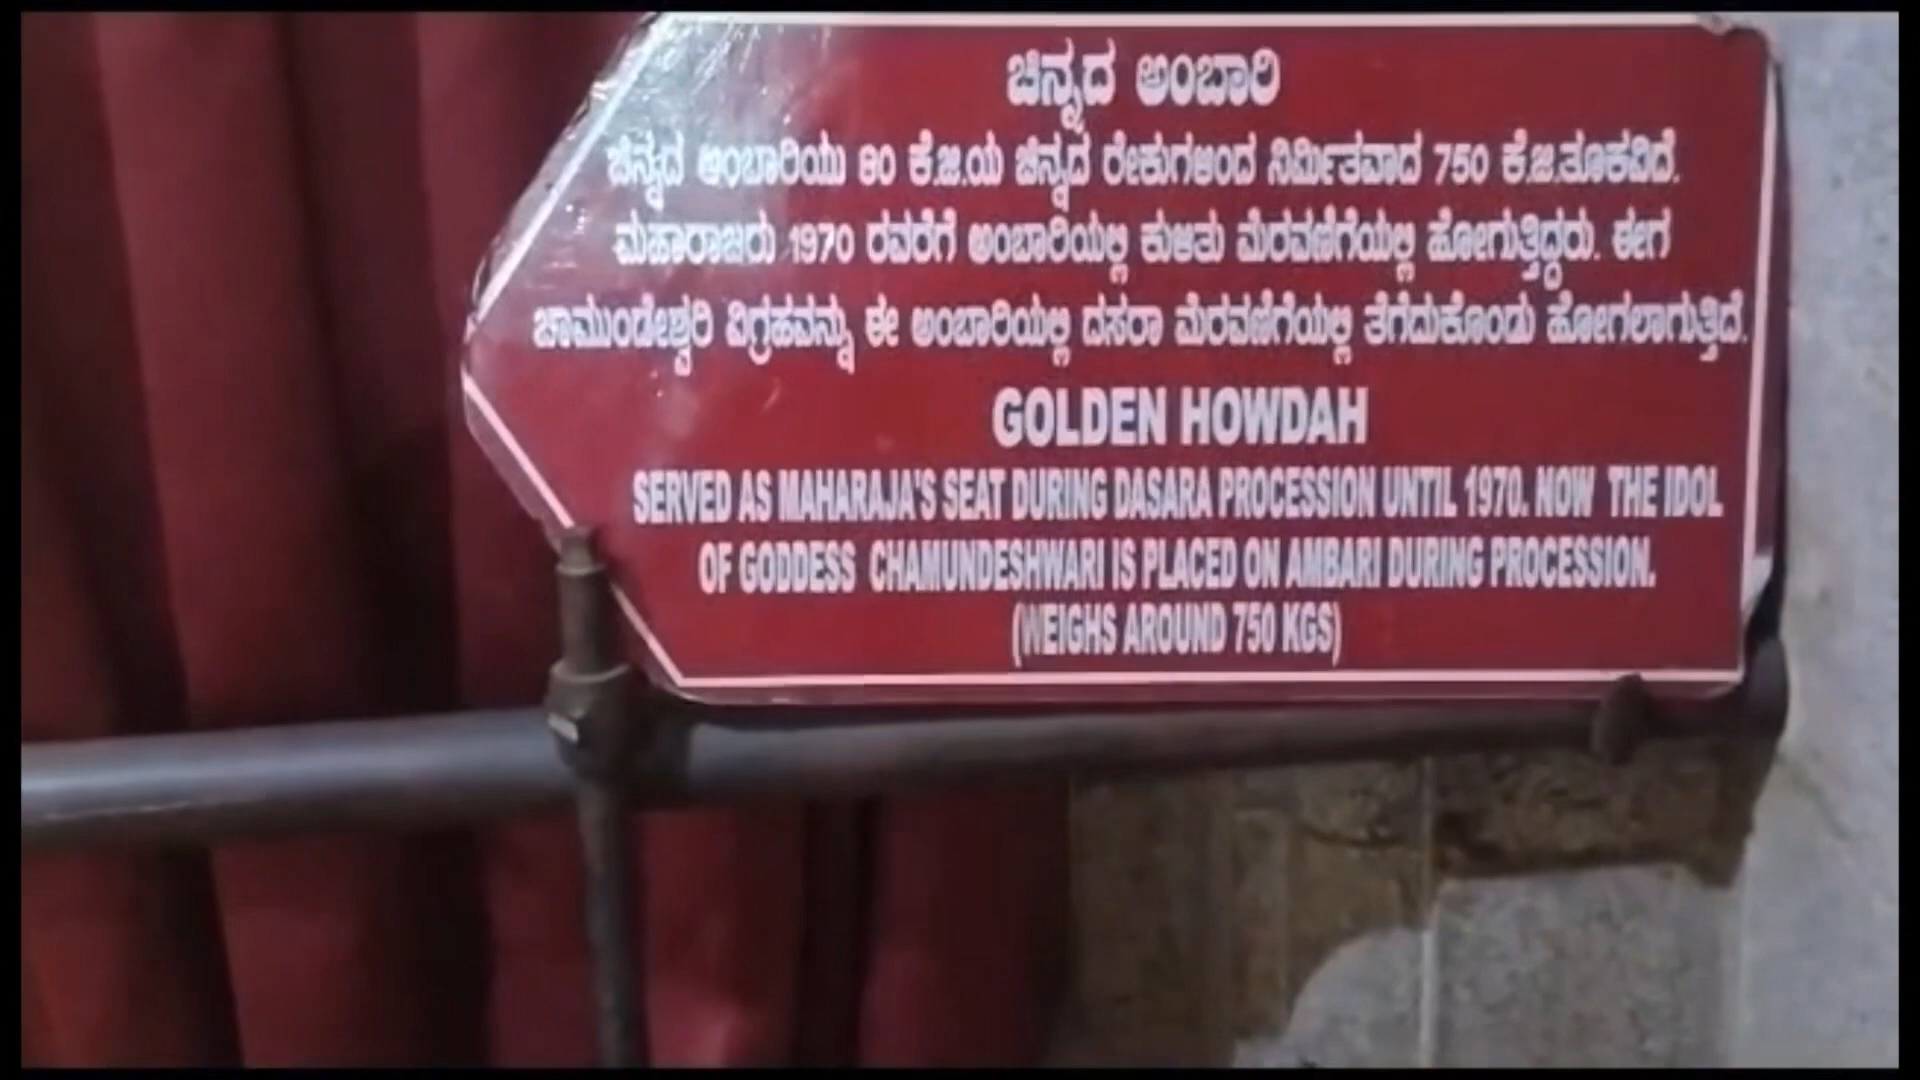 ಚಿನ್ನದ ಅಂಬಾರಿ
ಚಿನ್ನದ ಅಂಬಾರಿಯು 80 ಕೆ.ಜಿ.ಯ ಚಿನ್ನದ ರೇಕುಗಳಿಂದ ನಿರ್ಮಿತವಾದ 750 ಕೆ.ಜಿ.ತೂಕವಿದೆ.
ಮಹಾರಾಜರು 1970 ರವರೆಗೆ ಅಂಬಾರಿಯಲ್ಲಿ ಕುಳಿತು ಮೆರವಣಿಗೆಯಲ್ಲಿ ಹೋಗುತ್ತಿದ್ದರು. ಈಗ
ಚಾಮುಂಡೇಶ್ವರಿ ವಿಗ್ರಹವನ್ನು ಈ ಅಂಬಾರಿಯಲ್ಲಿ ದಸರಾ ಮೆರವಣಿಗೆಯಲ್ಲಿ ತೆಗೆದುಕೊಂಡು ಹೋಗಲಾಗುತ್ತಿದೆ.
GOLDEN HOWDAH
SERVED AS MAHARAJA'S SEAT DURING DASARA PROCESSION UNTIL 1970. NOW THE IDOL
OF GODDESS CHAMUNDESHWARI IS PLACED ON AMBARI DURING PROCESSION.
(WEIGHS AROUND 750 KGS)